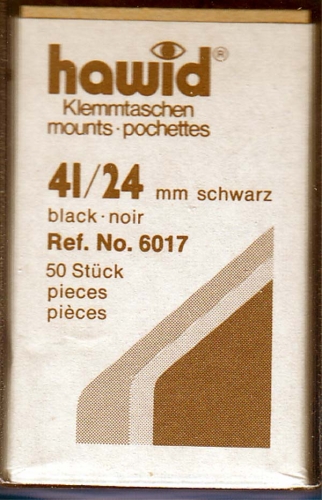 hawid®
Klemmtaschen
mounts·pochettes
41/24 mm schwarz
black·noir
Ref. No. 6017
50 Stück
pieces
pièces